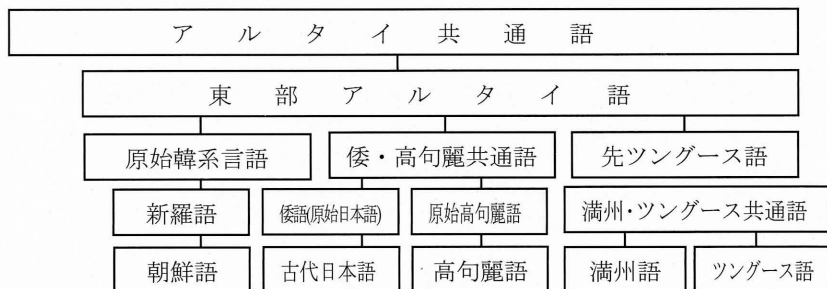 アルタイ共通語
東部アルタイ語
原始韓系言語 倭・高句麗共通語 先ツングース語
新羅語 倭語(原始日本語) 原始高句麗語 満州・ツングース共通語
朝鮮語 古代日本語 高句麗語 満州語 ツングース語